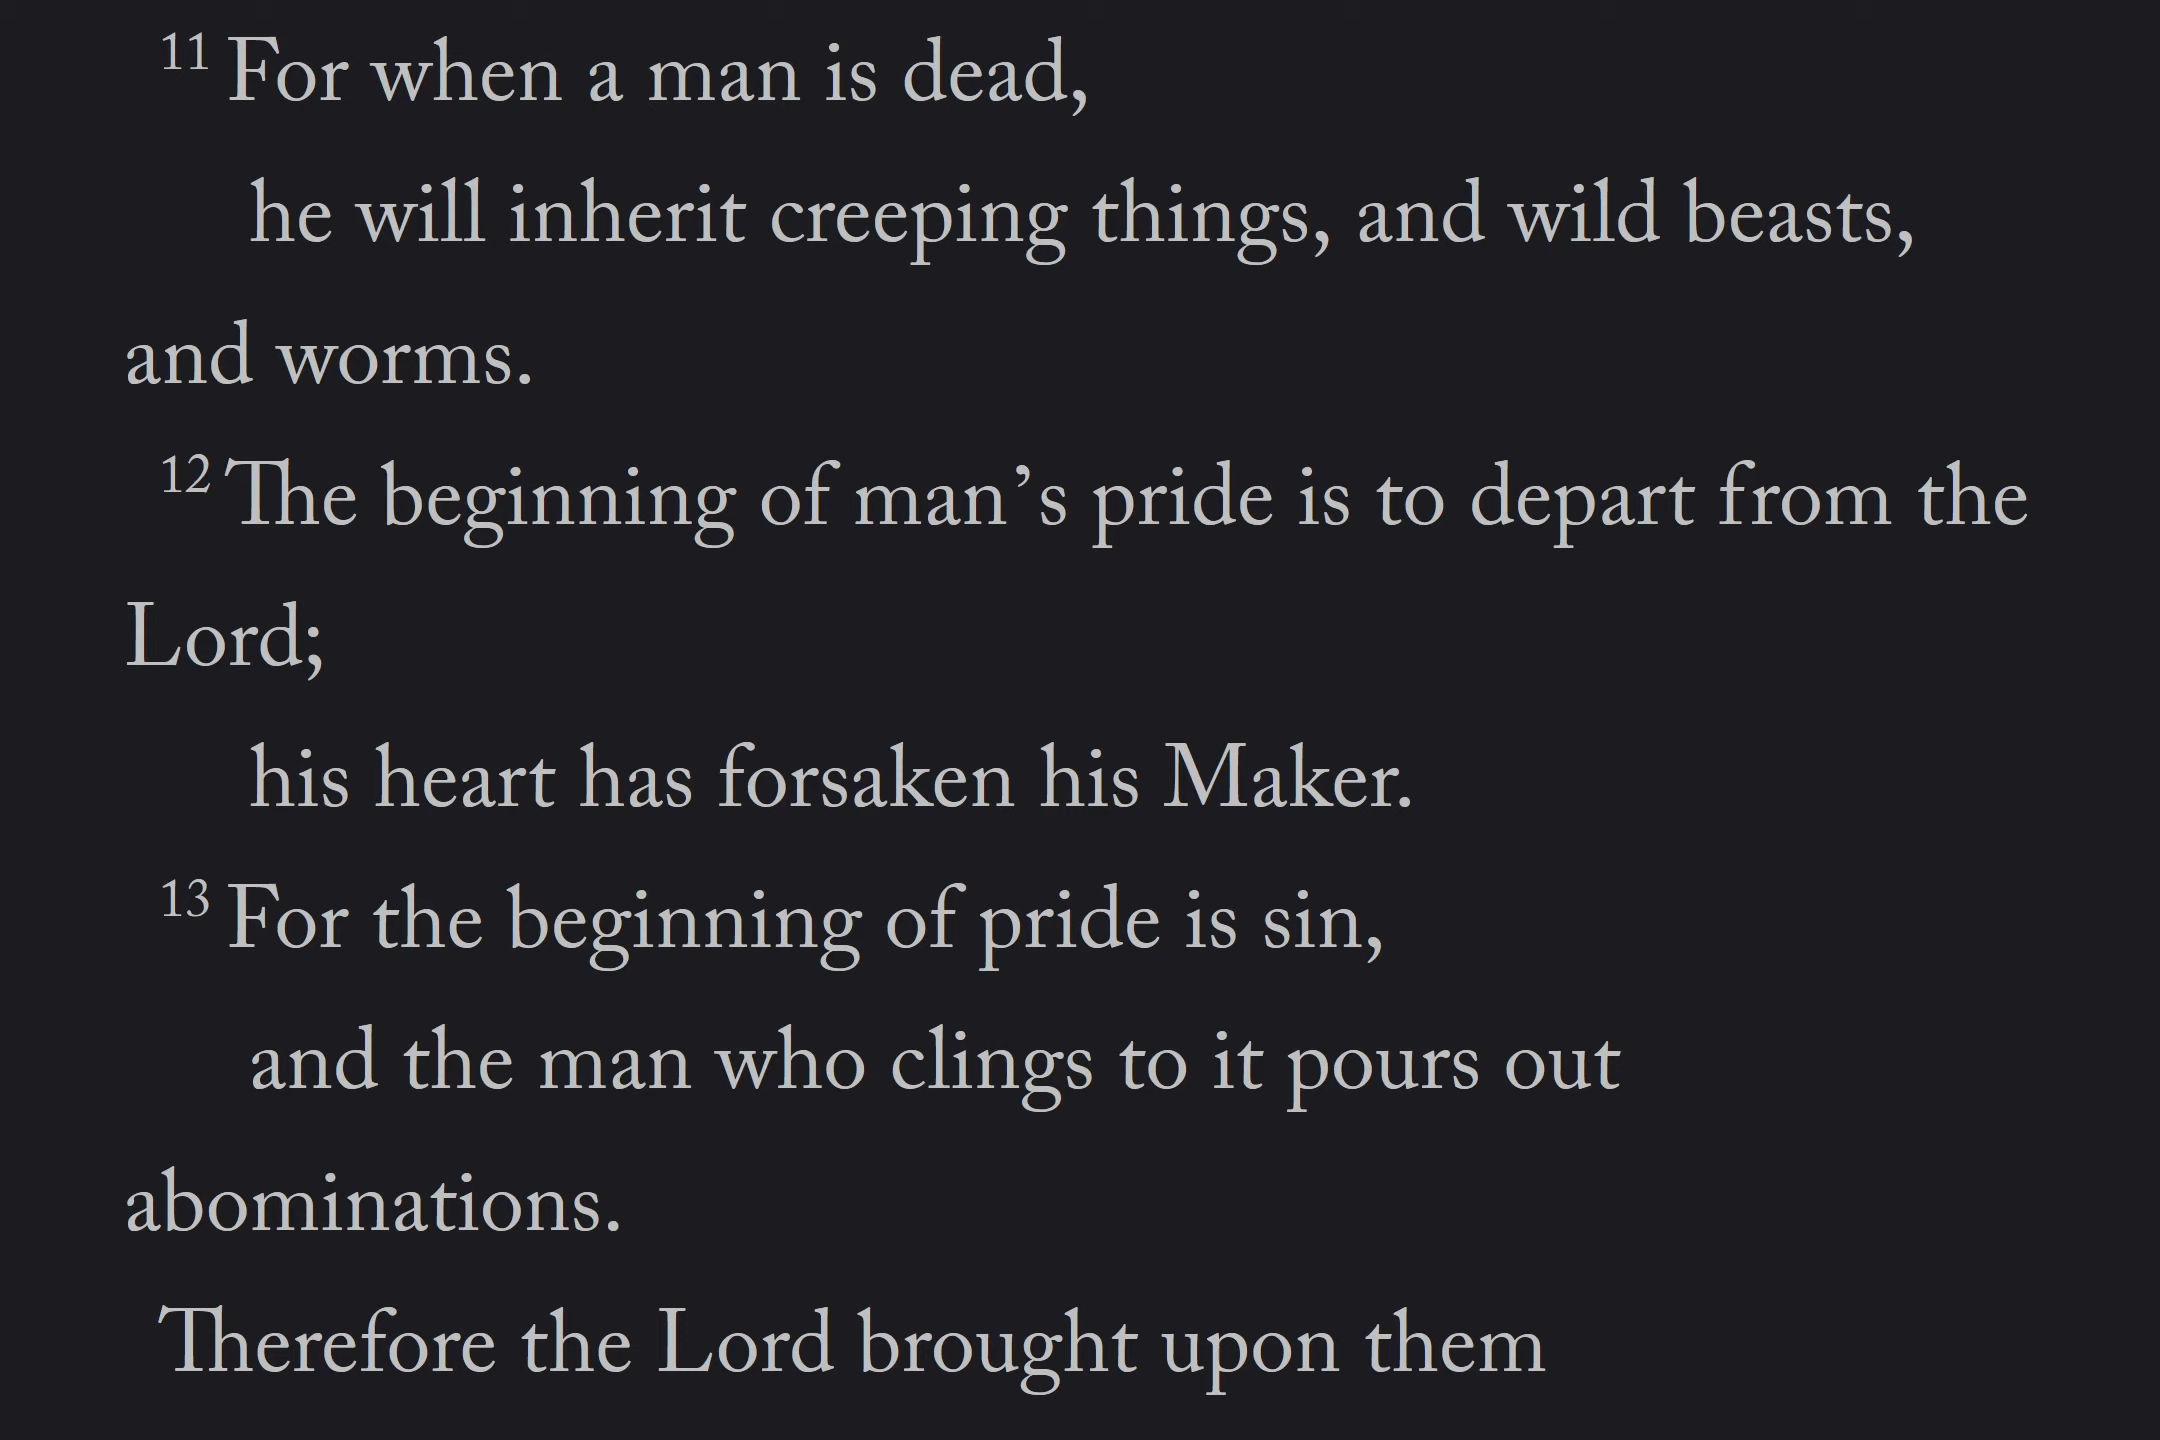 11 For when a man is dead,
he will inherit creeping things, and wild beasts,
and worms.
12 The beginning of man’s pride is to depart from the
Lord;
his heart has forsaken his Maker.
13 For the beginning of pride is sin,
and the man who clings to it pours out
abominations.
Therefore the Lord brought upon them